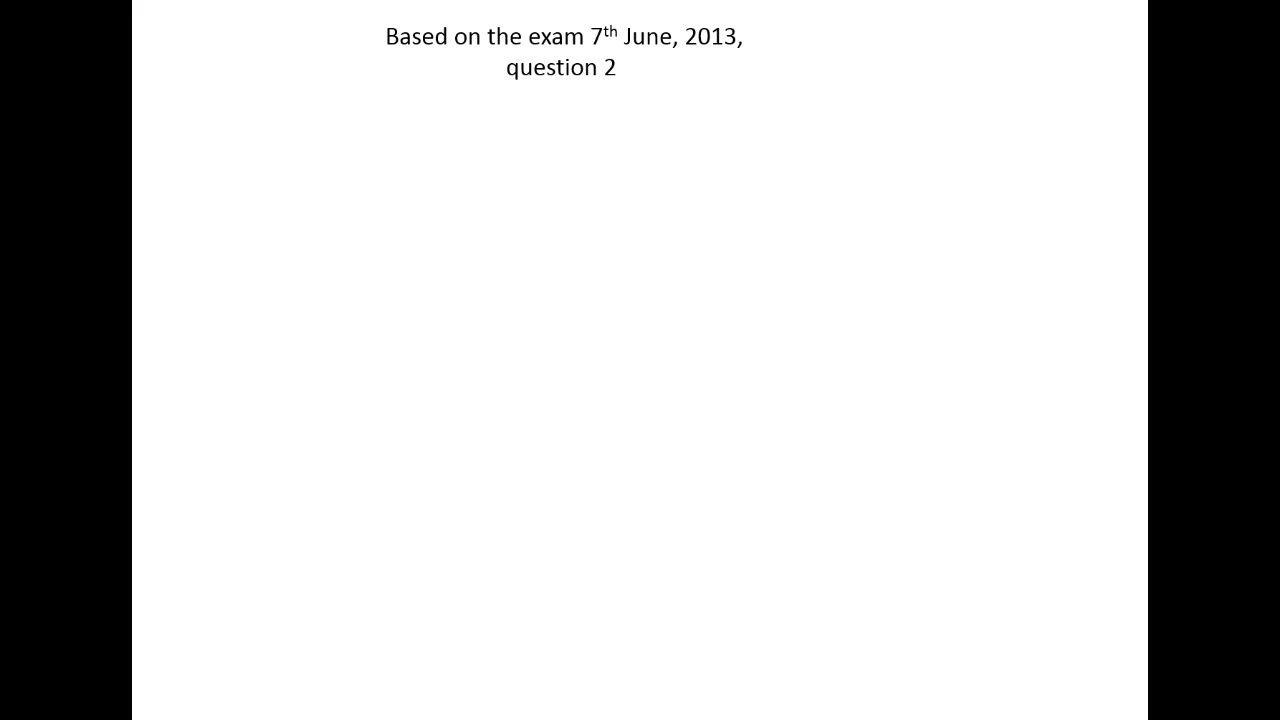 Based on the exam 7th June, 2013,
question 2